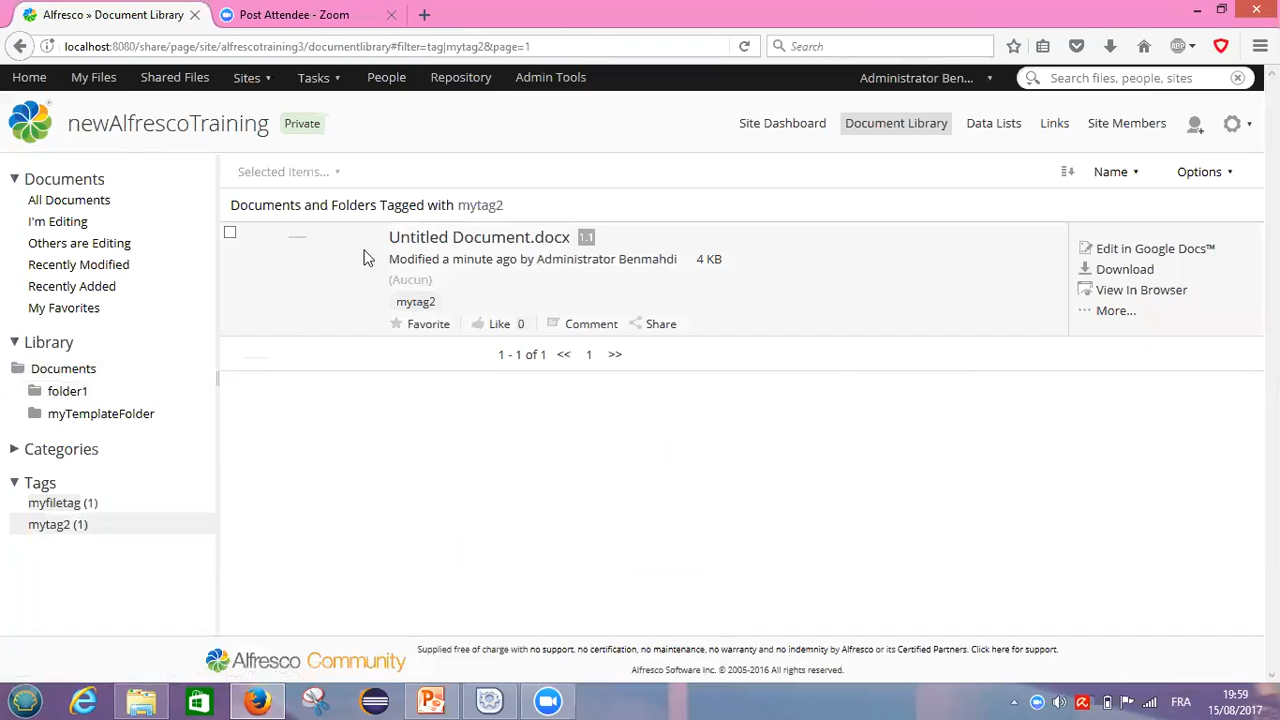 Alfresco » Document Library
Post Attendee - Zoom
localhost:8080/share/page/site/alfrescotraining3/documentlibrary#filter=tag|mytag2&page=1
Search
ABP
Home My Files Shared Files Sites Tasks People Repository Admin Tools Administrator Ben... Search files, people, sites
newAlfrescoTraining Private Site Dashboard Document Library Data Lists Links Site Members
Documents
All Documents
I'm Editing
Others are Editing
Recently Modified
Recently Added
My Favorites
Library
Documents
folder1
myTemplateFolder
Categories
Tags
myfiletag (1)
mytag2 (1)
Selected Items... Name Options
Documents and Folders Tagged with mytag2
Untitled Document.docx 1.1
Modified a minute ago by Administrator Benmahdi 4 KB
(Aucun)
mytag2
Favorite Like 0 Comment Share
Edit in Google Docs™
Download
View In Browser
More...
1 - 1 of 1 << 1 >>
Alfresco Community
Supplied free of charge with no support, no certification, no maintenance, no warranty and no indemnity by Alfresco or its Certified Partners. Click here for support.
Alfresco Software Inc. © 2005-2016 All rights reserved.
FRA
19:59
15/08/2017